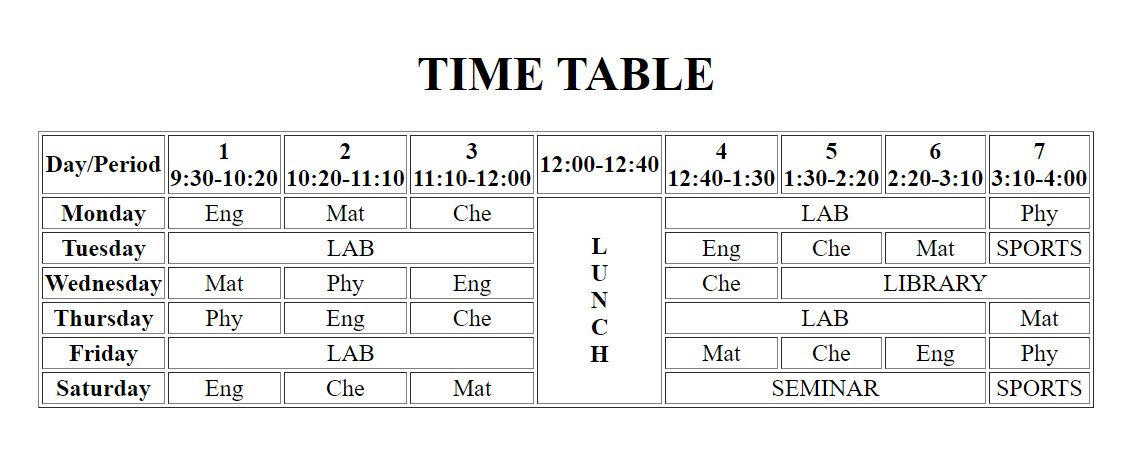 TIME TABLE
Day/Period 1 9:30-10:20 2 10:20-11:10 3 11:10-12:00 12:00-12:40 4 12:40-1:30 5 1:30-2:20 6 2:20-3:10 7 3:10-4:00
Monday Eng Mat Che LUNCH LAB Phy
Tuesday LAB Eng Che Mat SPORTS
Wednesday Mat Phy Eng Che LIBRARY
Thursday Phy Eng Che LAB Mat
Friday LAB Mat Che Eng Phy
Saturday Eng Che Mat SEMINAR SPORTS